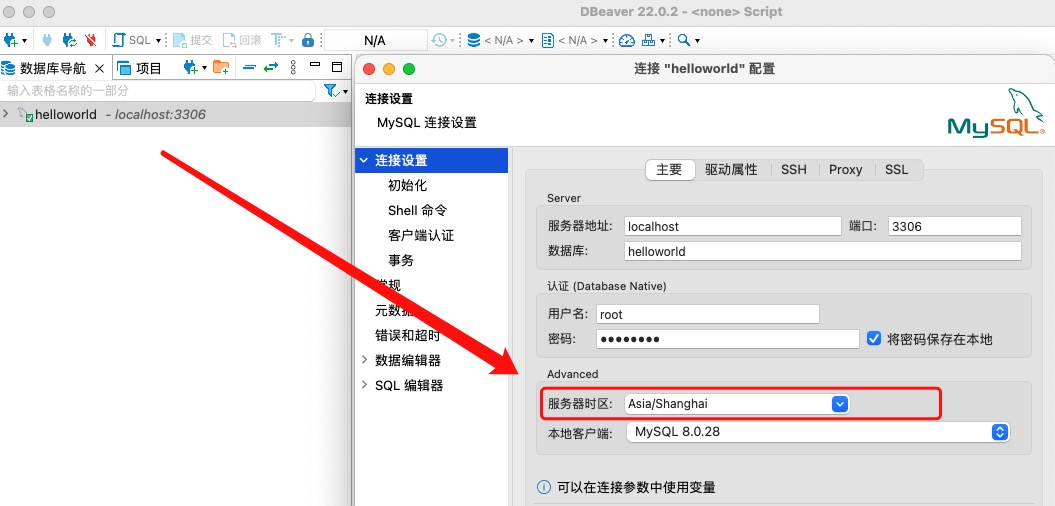 DBeaver 22.0.2 - <none> Script
SQL 提交 回滚 N/A < N/A > < N/A >
数据库导航 项目
连接 "helloworld" 配置
输入表格名称的一部分
helloworld - localhost:3306
连接设置
MySQL 连接设置
MySQL
连接设置
初始化
Shell 命令
客户端认证
事务
常规
元数据
错误和超时
数据编辑器
SQL 编辑器
主要 驱动属性 SSH Proxy SSL
Server
服务器地址: localhost 端口: 3306
数据库: helloworld
认证 (Database Native)
用户名: root
密码: •••••••• 将密码保存在本地
Advanced
服务器时区: Asia/Shanghai
本地客户端: MySQL 8.0.28
可以在连接参数中使用变量